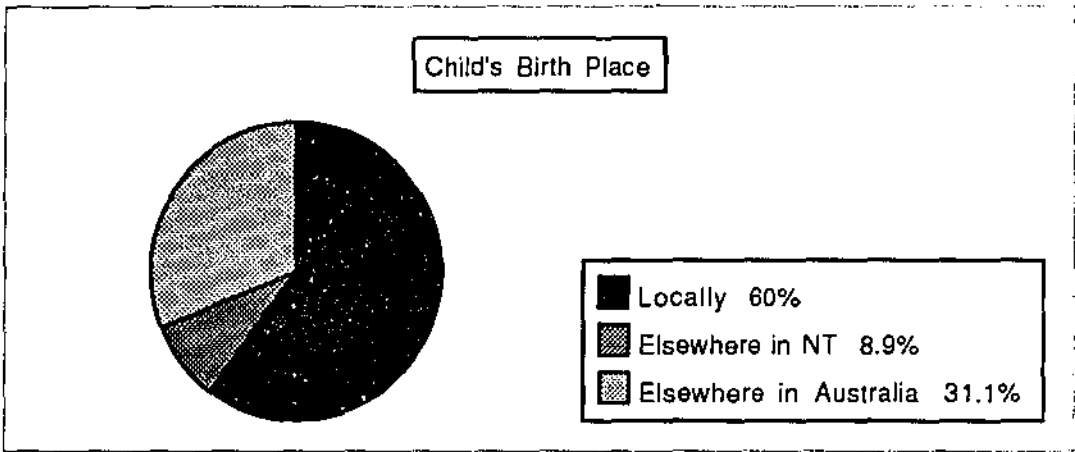 Child's Birth Place
Locally 60%
Elsewhere in NT 8.9%
Elsewhere in Australia 31.1%